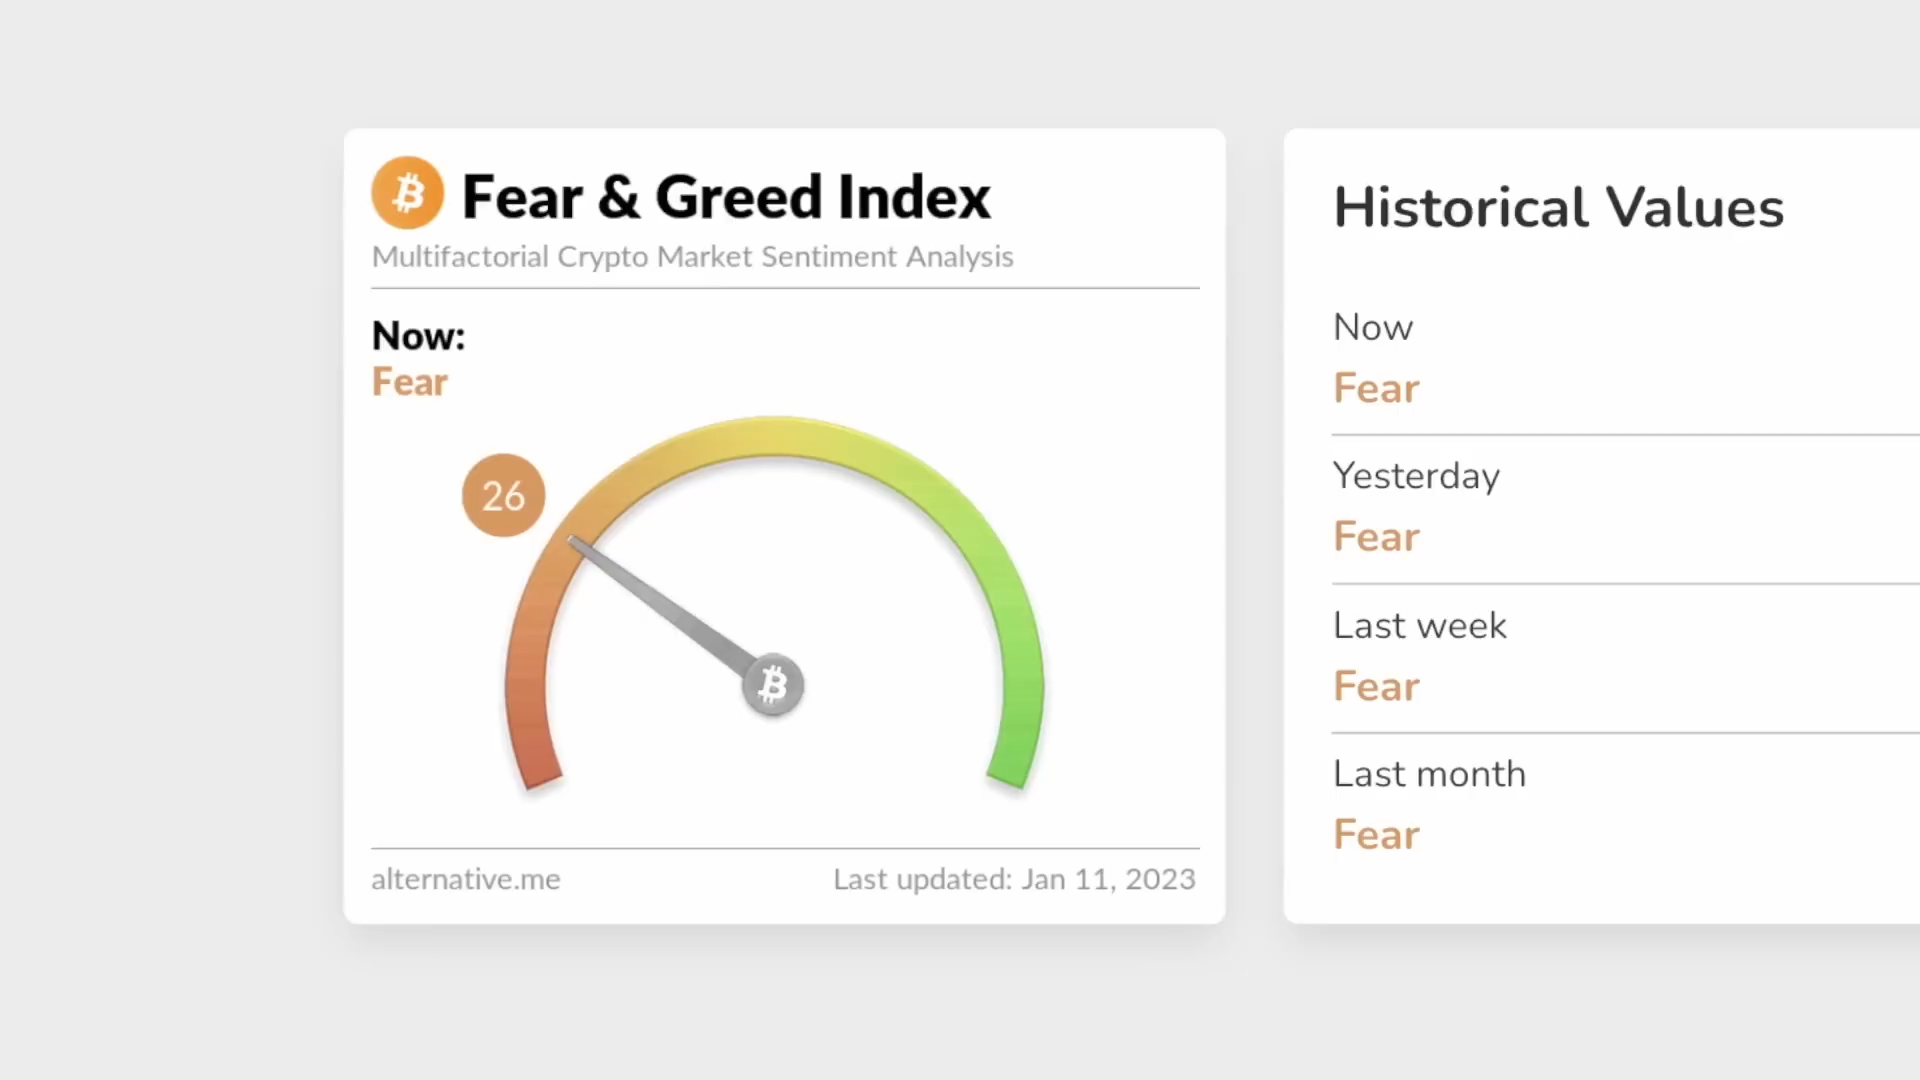 Fear & Greed Index
Multifactorial Crypto Market Sentiment Analysis
Now:
Fear
26
alternative.me
Last updated: Jan 11, 2023
Historical Values
Now
Fear
Yesterday
Fear
Last week
Fear
Last month
Fear